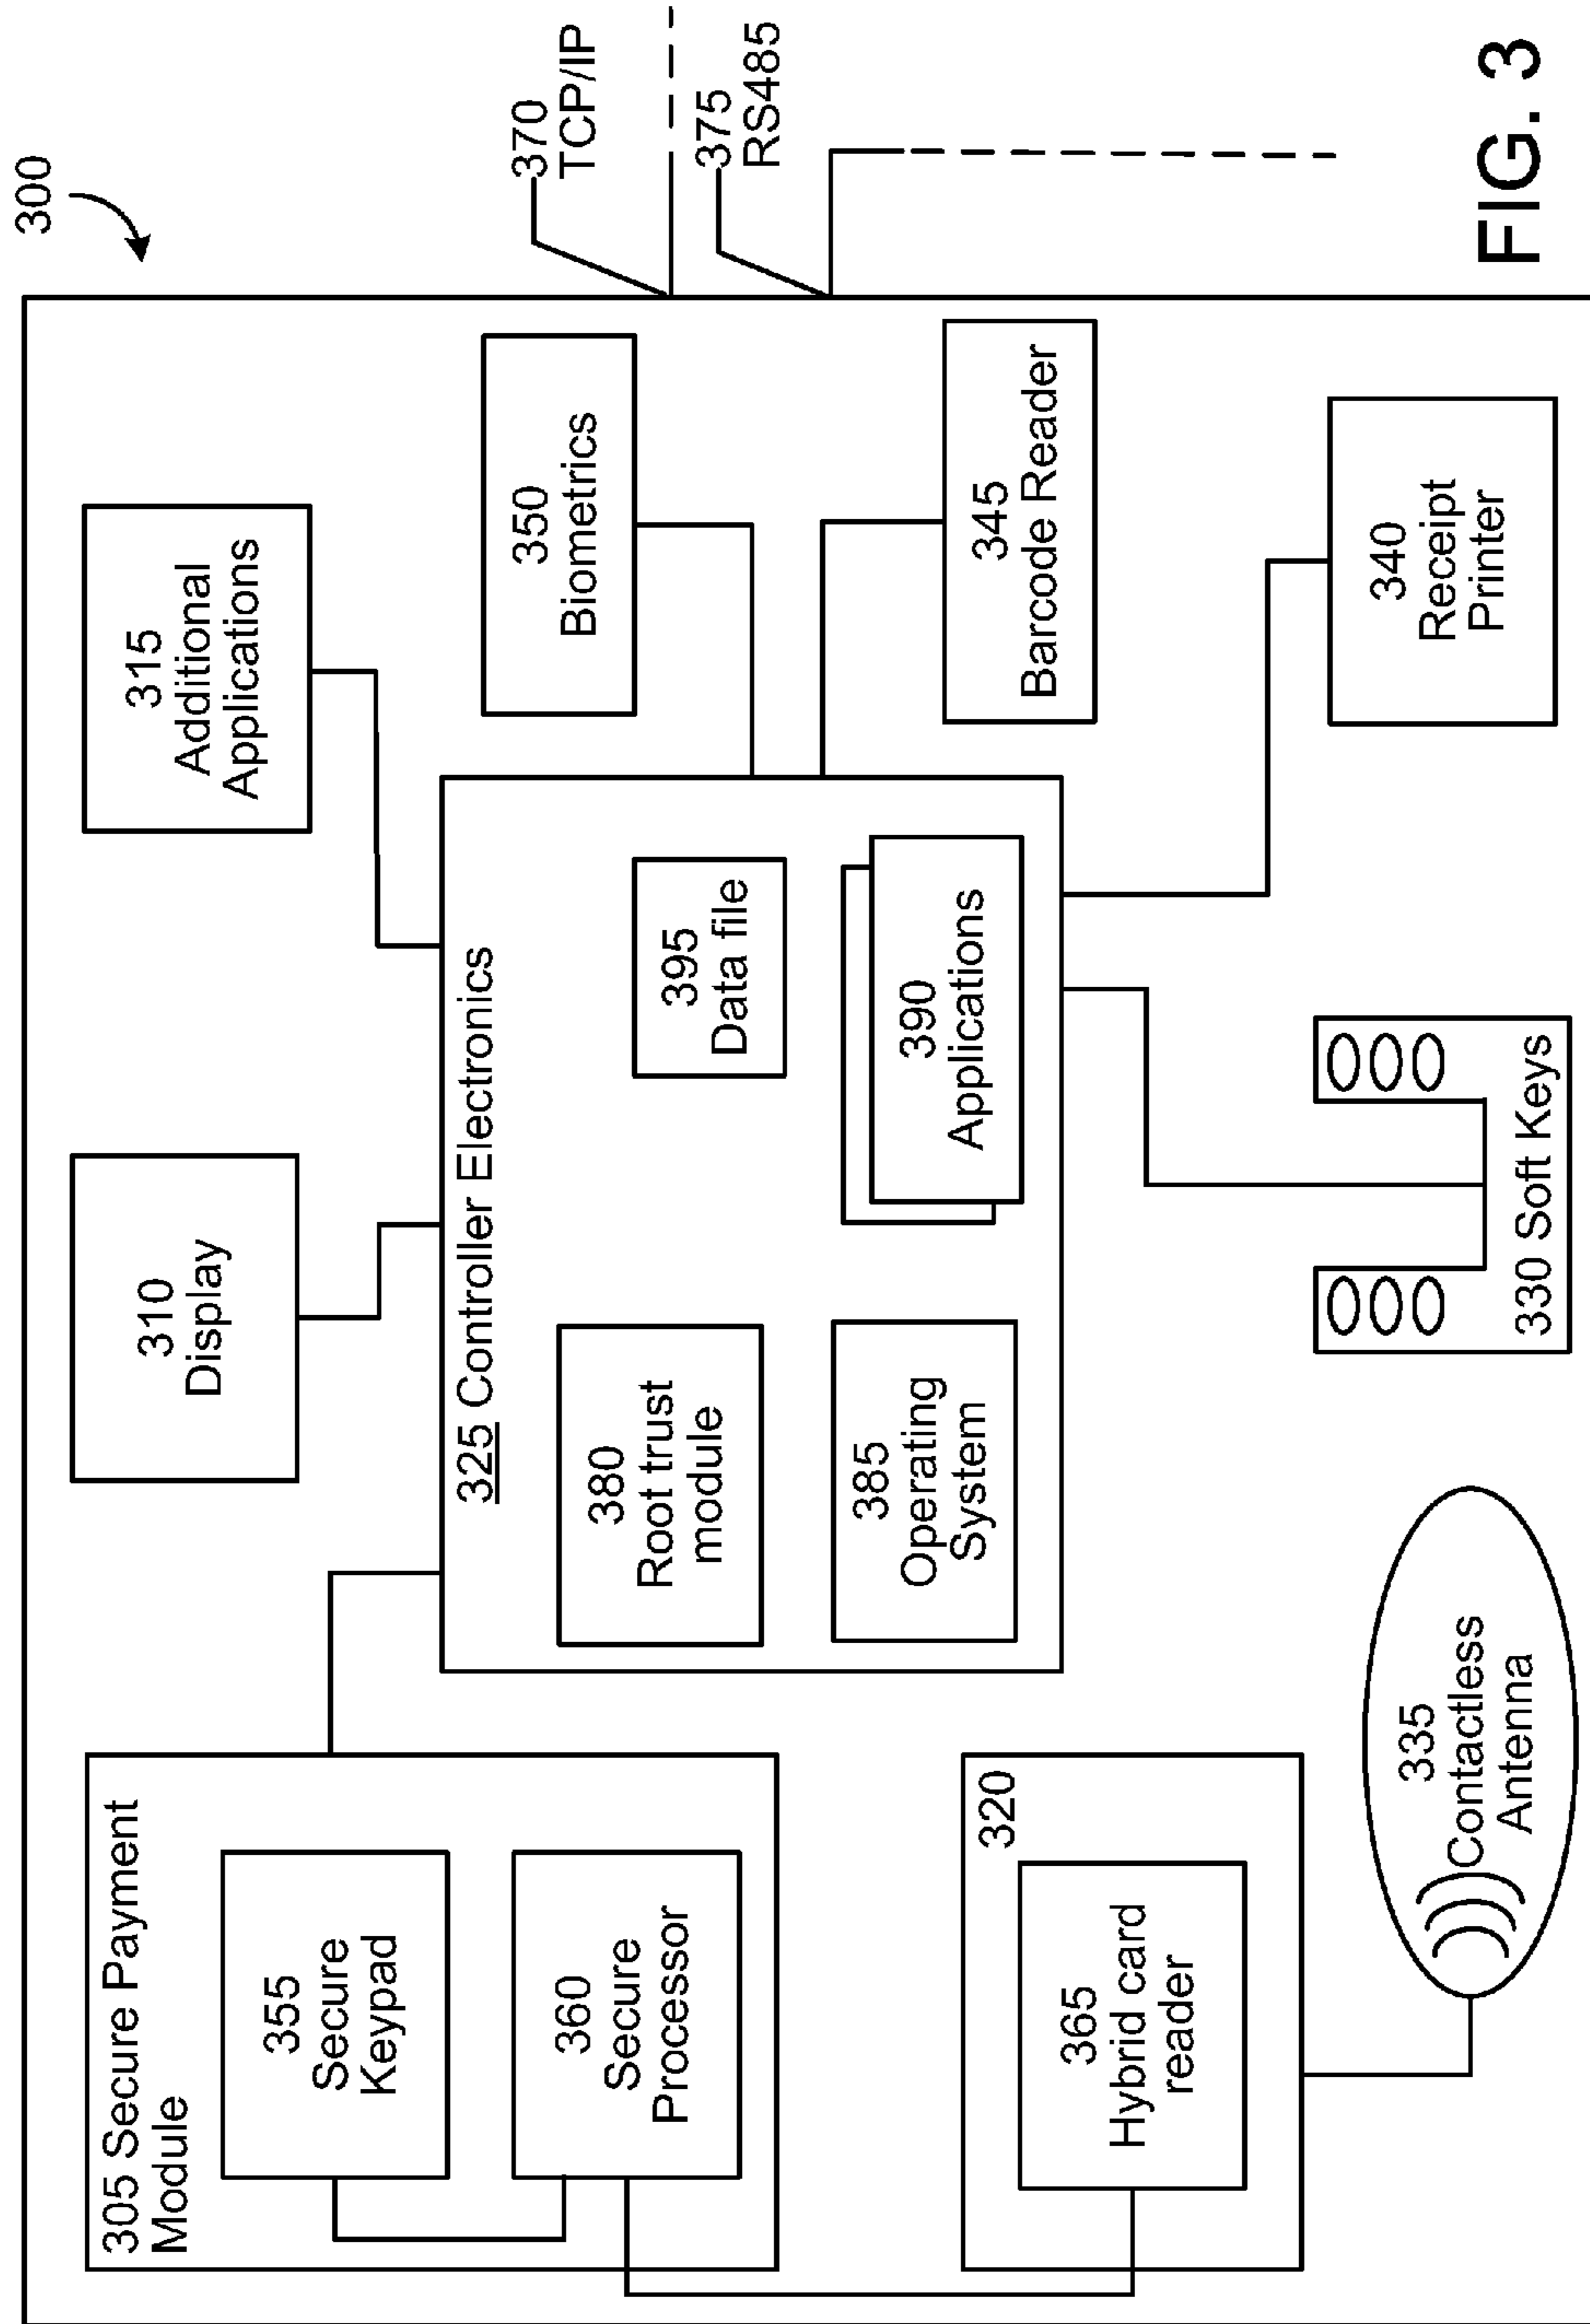 300
305 Secure Payment
Module
355
Secure
Keypad
360
Secure
Processor
320
365
Hybrid card
reader
335
Contactless
Antenna
310
Display
315
Additional
Applications
325 Controller Electronics
380
Root trust
module
385
Operating
System
395
Data file
390
Applications
330 Soft Keys
350
Biometrics
345
Barcode Reader
340
Receipt
Printer
370
TCP/IP
375
RS485
FIG. 3